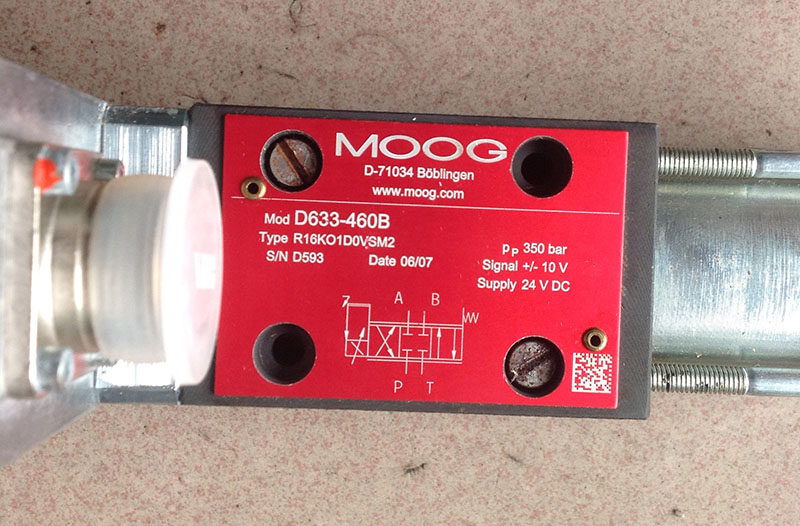 MOOG
D-71034 Böblingen
www.moog.com
Mod D633-460B
Type R16KO1D0VSM2
S/N D593 Date 06/07
pP 350 bar
Signal +/- 10 V
Supply 24 V DC
A B
P T